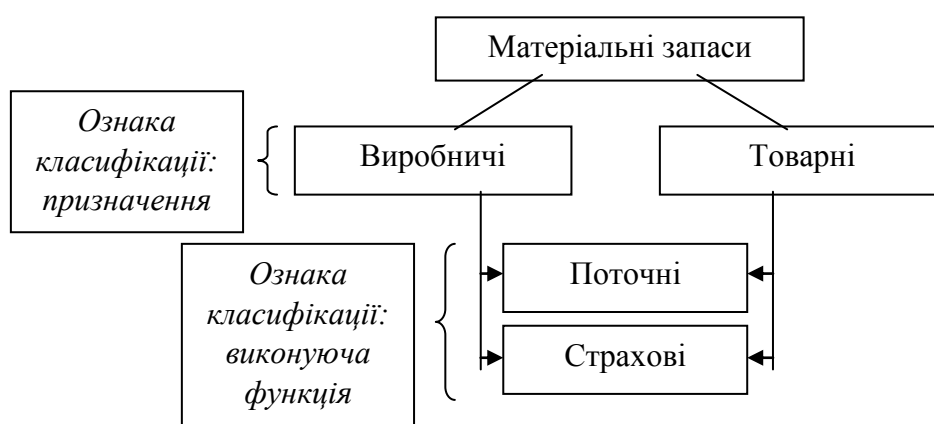 Матеріальні запаси
Ознака
класифікації:
призначення
Виробничі
Товарні
Ознака
класифікації:
виконуюча
функція
Поточні
Страхові